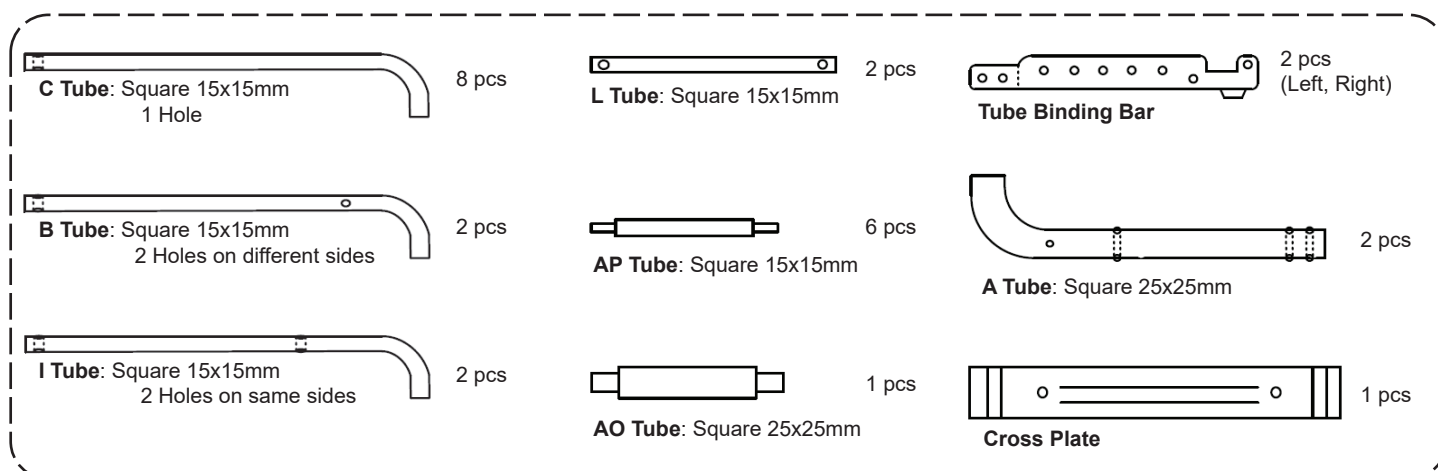 C Tube: Square 15x15mm
1 Hole
8 pcs
B Tube: Square 15x15mm
2 Holes on different sides
2 pcs
I Tube: Square 15x15mm
2 Holes on same sides
2 pcs
L Tube: Square 15x15mm
2 pcs
AP Tube: Square 15x15mm
6 pcs
AO Tube: Square 25x25mm
1 pcs
Tube Binding Bar
2 pcs
(Left, Right)
A Tube: Square 25x25mm
2 pcs
Cross Plate
1 pcs